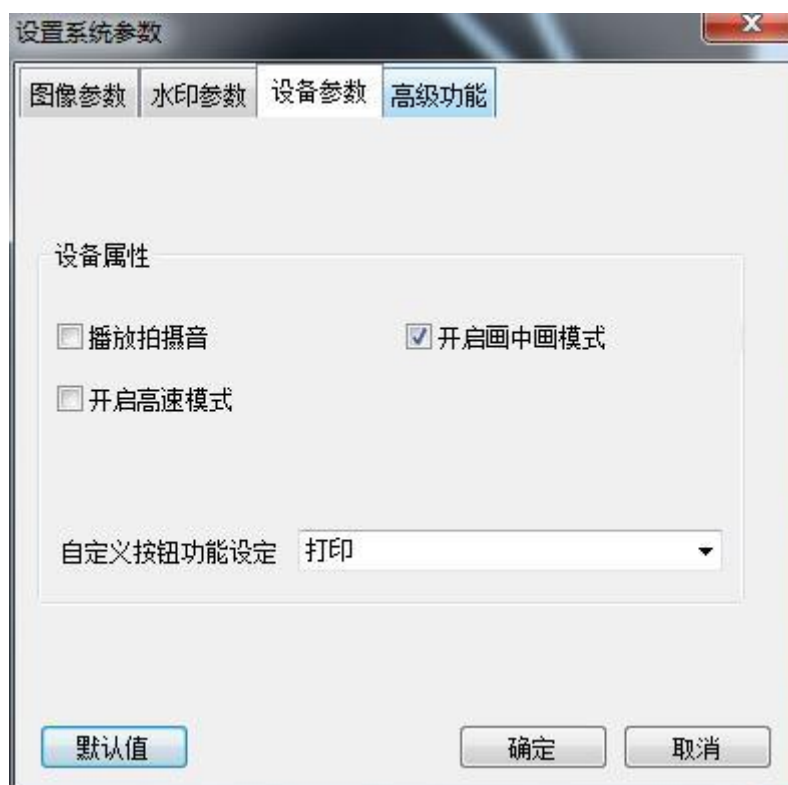 设置系统参数
图像参数 水印参数 设备参数 高级功能
设备属性
播放拍摄音 开启画中画模式
开启高速模式
自定义按钮功能设定 打印
默认值 确定 取消